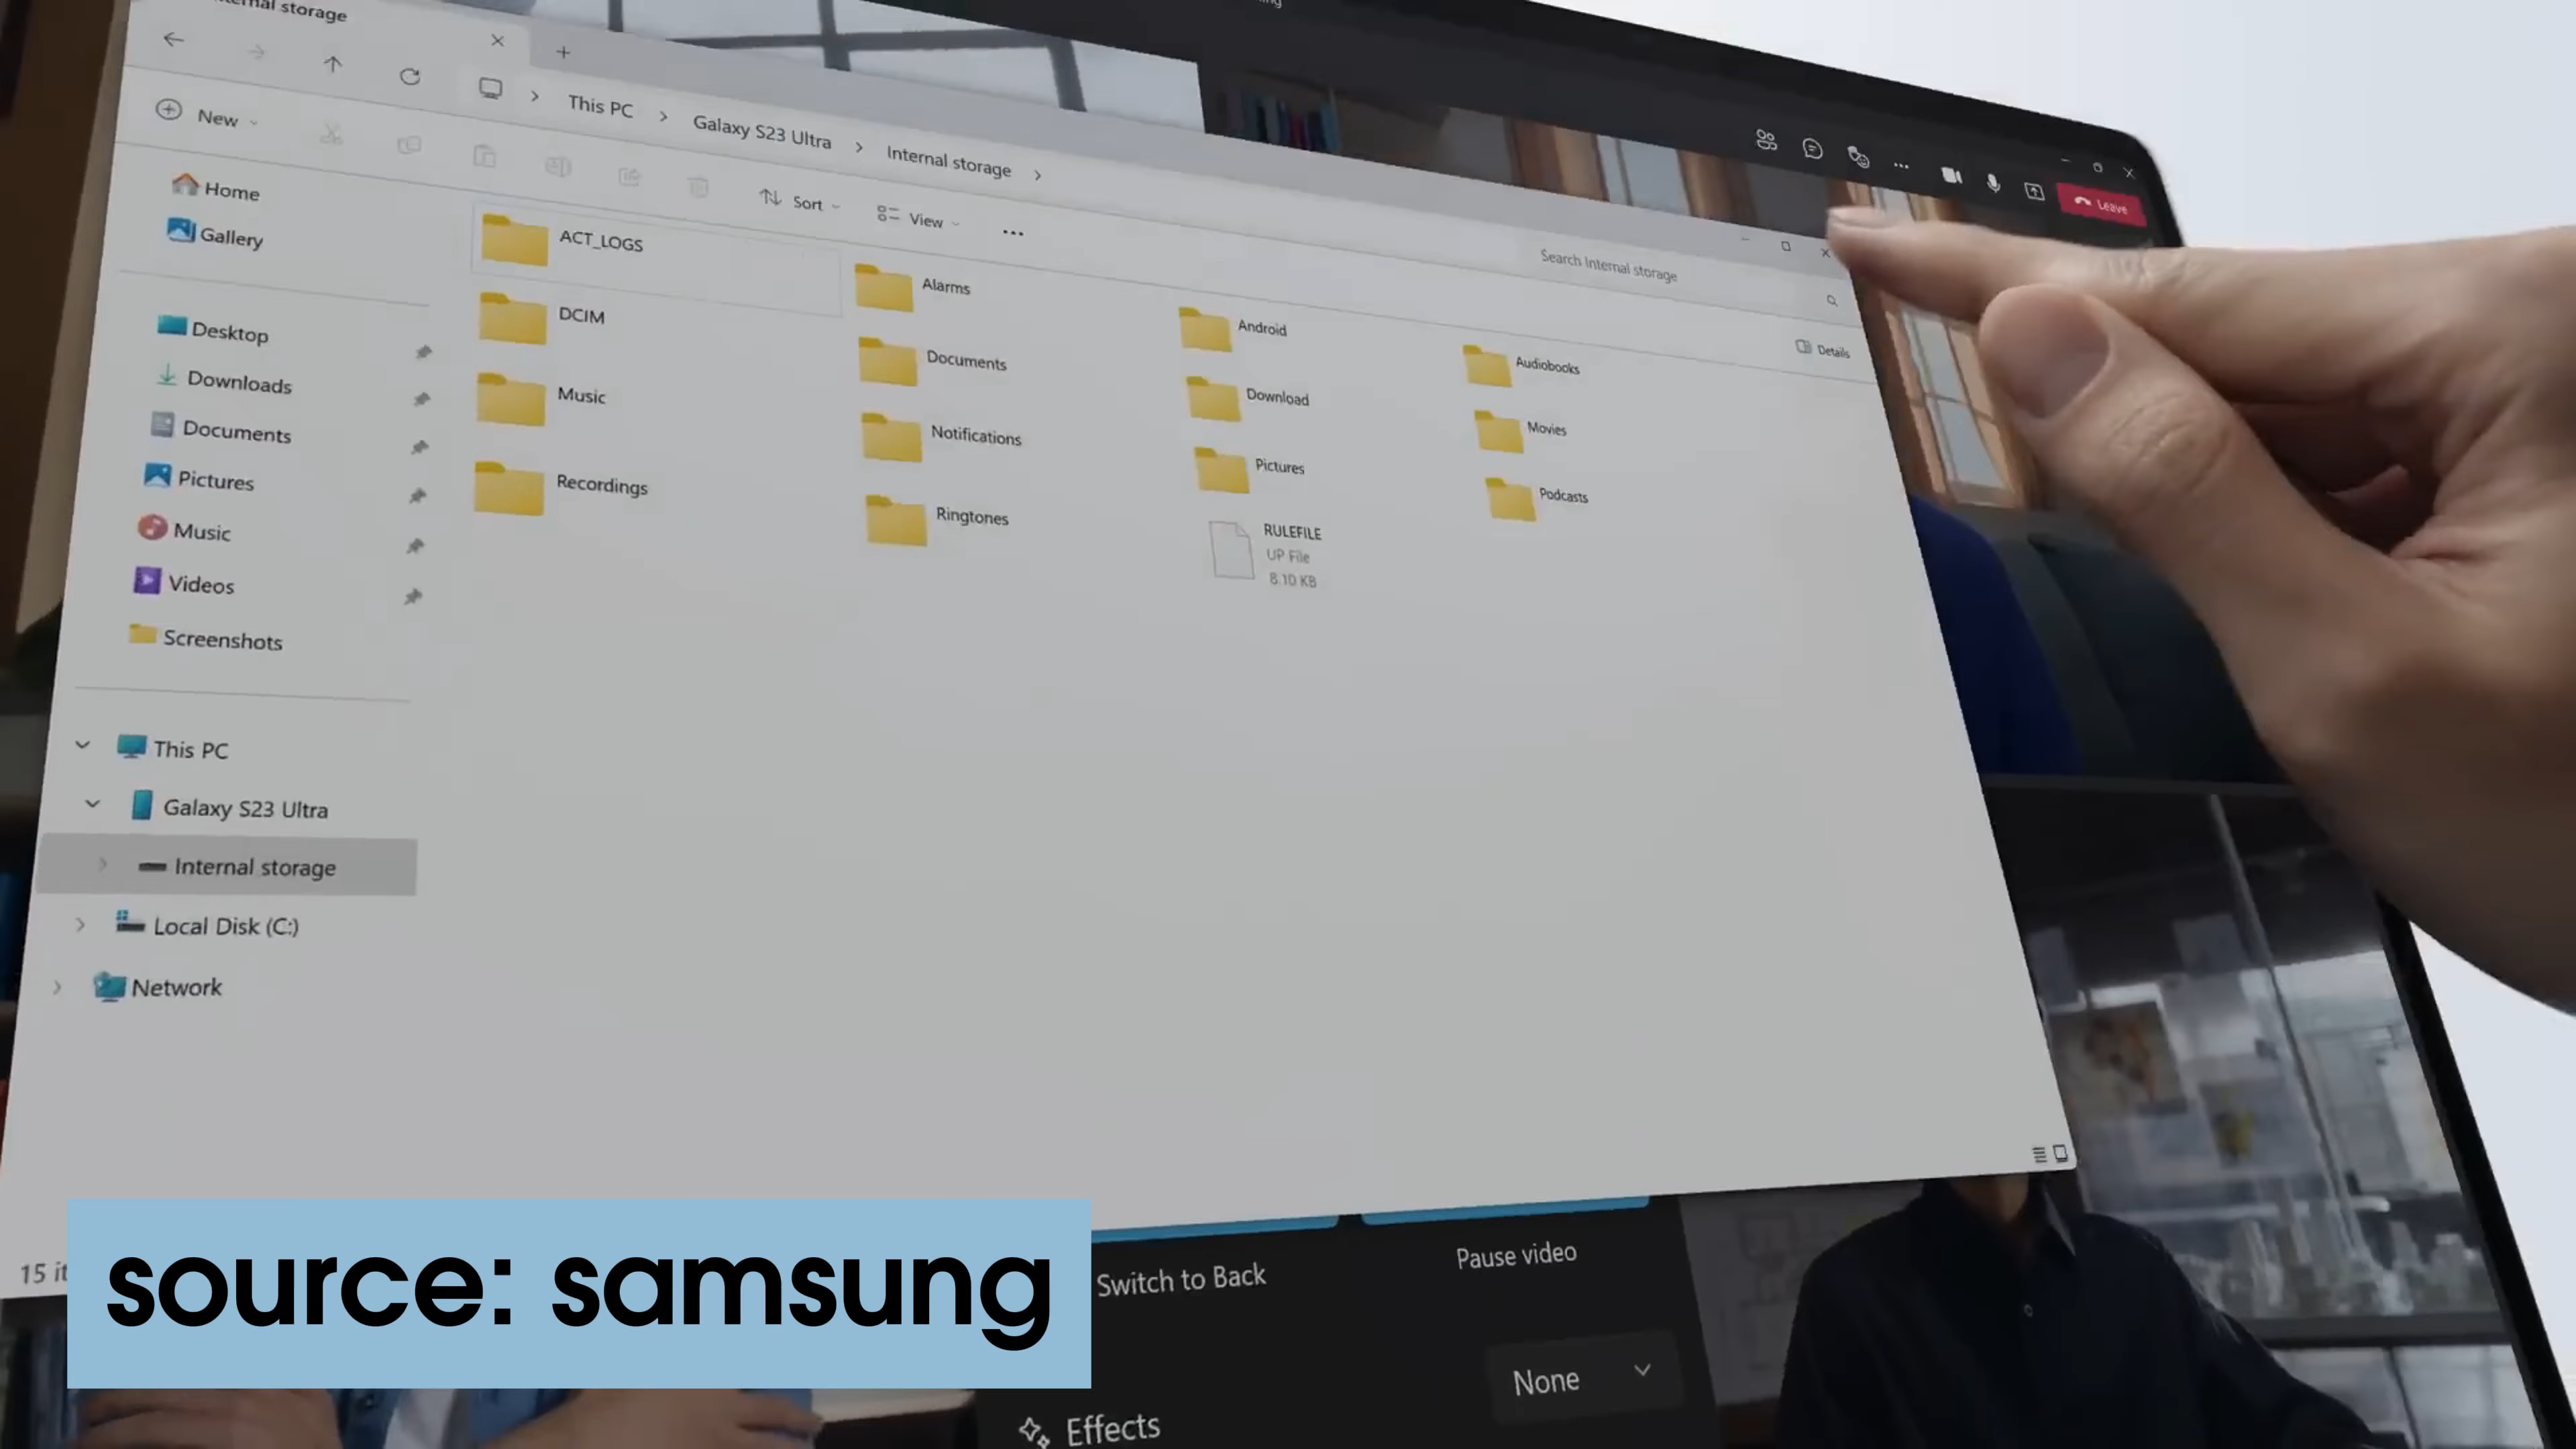 Internal storage
This PC > Galaxy S23 Ultra > Internal storage >
New
Sort
View
Search Internal storage
Details
Leave
Home
Gallery
Desktop
Downloads
Documents
Pictures
Music
Videos
Screenshots
This PC
Galaxy S23 Ultra
Internal storage
Local Disk (C:)
Network
ACT_LOGS
Alarms
Android
Audiobooks
DCIM
Documents
Download
Movies
Music
Notifications
Pictures
Podcasts
Recordings
Ringtones
RULEFILE
UP File
8.10 KB
15
source: samsung
Switch to Back
Pause video
None
Effects